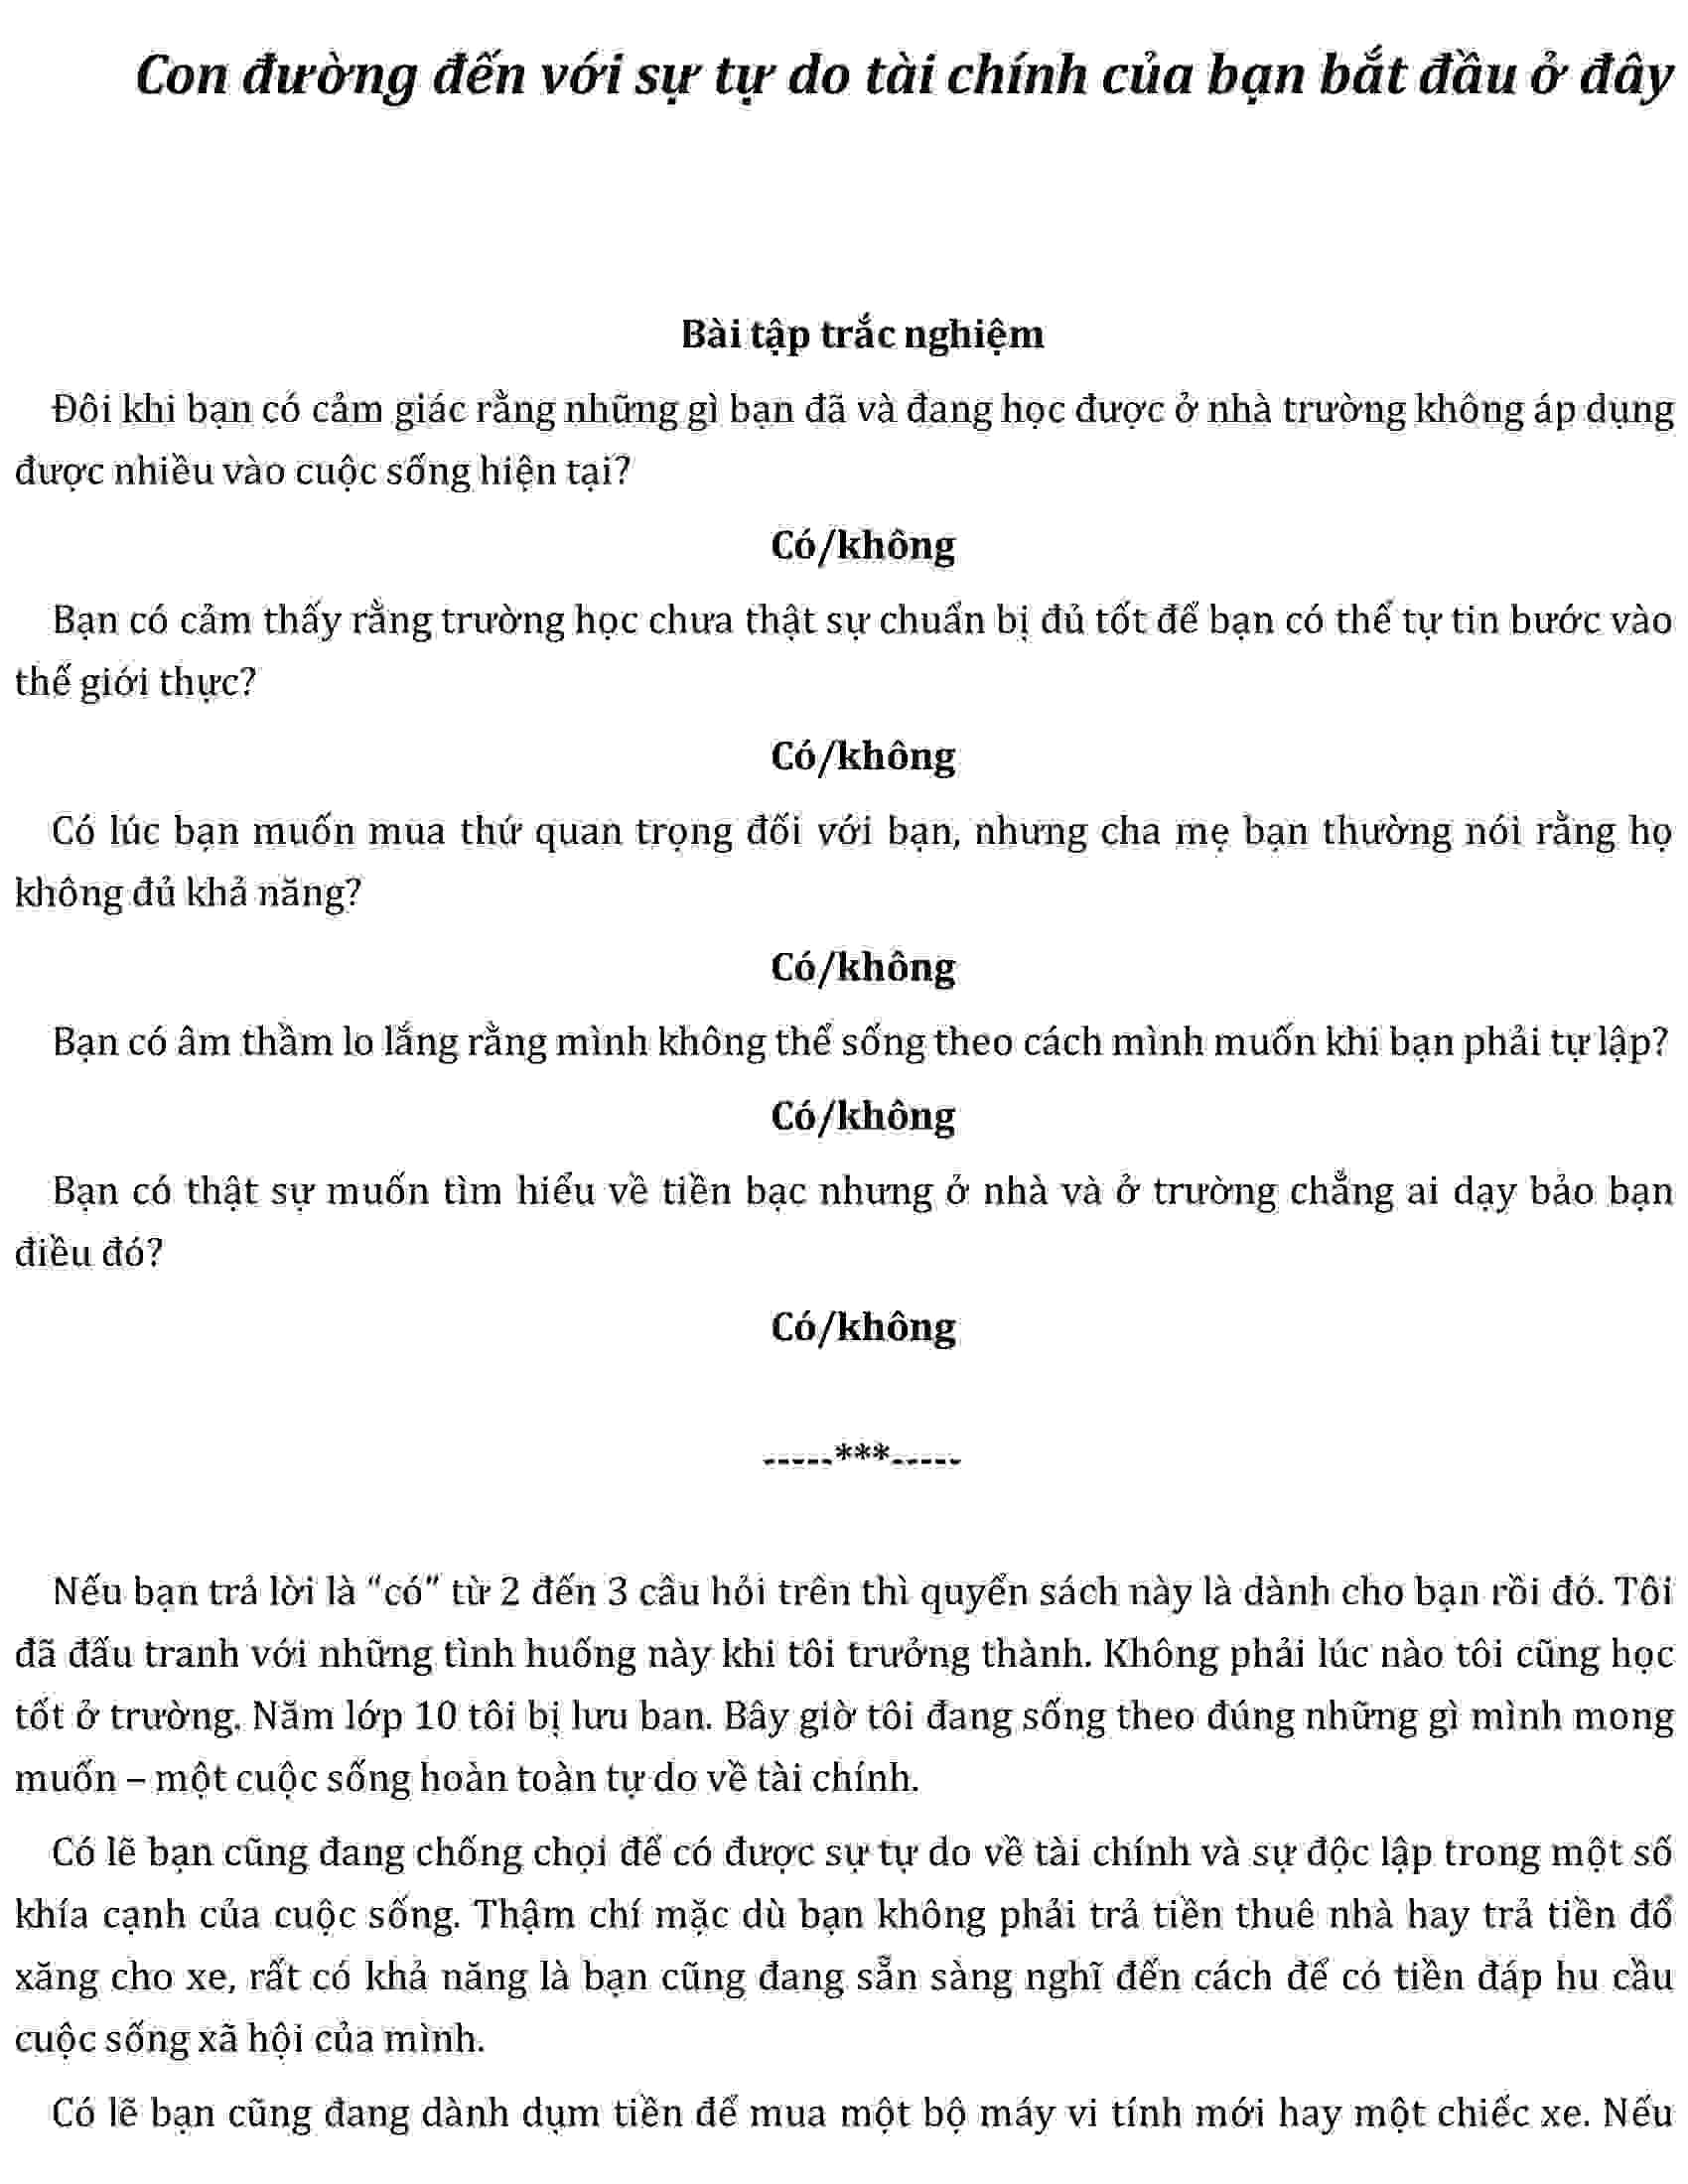 Con đường đến với sự tự do tài chính của bạn bắt đầu ở đây
Bài tập trắc nghiệm
Đôi khi bạn có cảm giác rằng những gì bạn đã và đang học được ở nhà trường không áp dụng
được nhiều vào cuộc sống hiện tại?
Có/không
Bạn có cảm thấy rằng trường học chưa thật sự chuẩn bị đủ tốt để bạn có thể tự tin bước vào
thế giới thực?
Có/không
Có lúc bạn muốn mua thứ quan trọng đối với bạn, nhưng cha mẹ bạn thường nói rằng họ
không đủ khả năng?
Có/không
Bạn có âm thầm lo lắng rằng mình không thể sống theo cách mình muốn khi bạn phải tự lập?
Có/không
Bạn có thật sự muốn tìm hiểu về tiền bạc nhưng ở nhà và ở trường chẳng ai dạy bảo bạn
điều đó?
Có/không
-----***-----
Nếu bạn trả lời là “có” từ 2 đến 3 câu hỏi trên thì quyển sách này là dành cho bạn rồi đó. Tôi
đã đấu tranh với những tình huống này khi tôi trưởng thành. Không phải lúc nào tôi cũng học
tốt ở trường. Năm lớp 10 tôi bị lưu ban. Bây giờ tôi đang sống theo đúng những gì mình mong
muốn – một cuộc sống hoàn toàn tự do về tài chính.
Có lẽ bạn cũng đang chống chọi để có được sự tự do về tài chính và sự độc lập trong một số
khía cạnh của cuộc sống. Thậm chí mặc dù bạn không phải trả tiền thuê nhà hay trả tiền đổ
xăng cho xe, rất có khả năng là bạn cũng đang sẵn sàng nghĩ đến cách để có tiền đáp hu cầu
cuộc sống xã hội của mình.
Có lẽ bạn cũng đang dành dụm tiền để mua một bộ máy vi tính mới hay một chiếc xe. Nếu